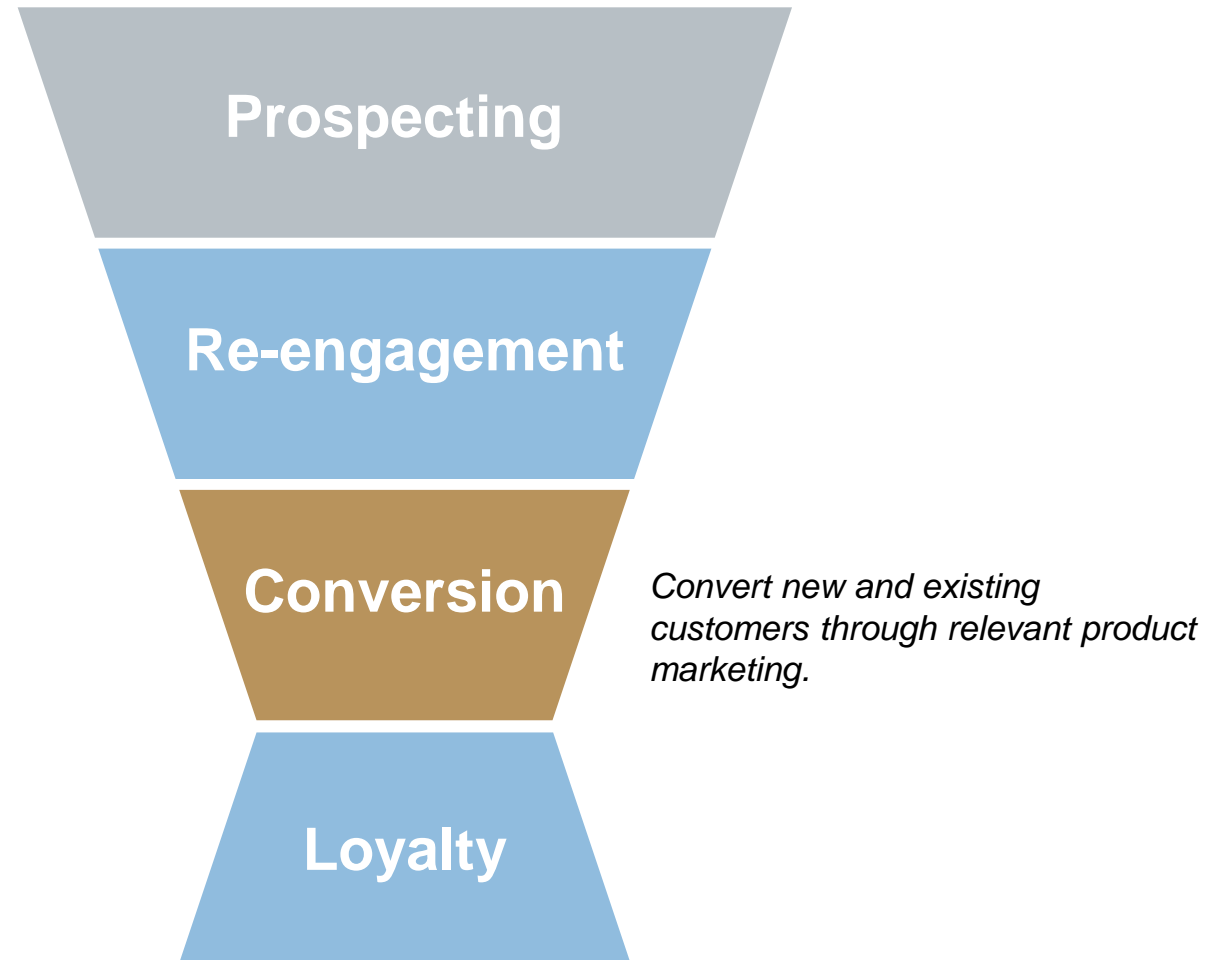 Prospecting
Re-engagement
Conversion
Convert new and existing
customers through relevant product
marketing.
Loyalty